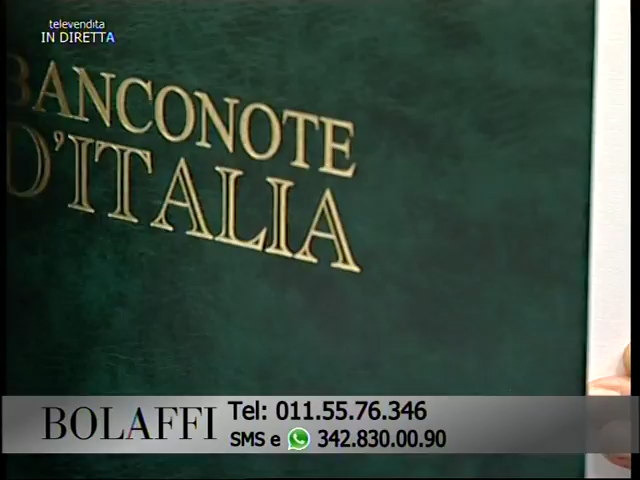 televendita
IN DIRETTA
BANCONOTE
D'ITALIA
BOLAFFI
Tel: 011.55.76.346
SMS e 342.830.00.90